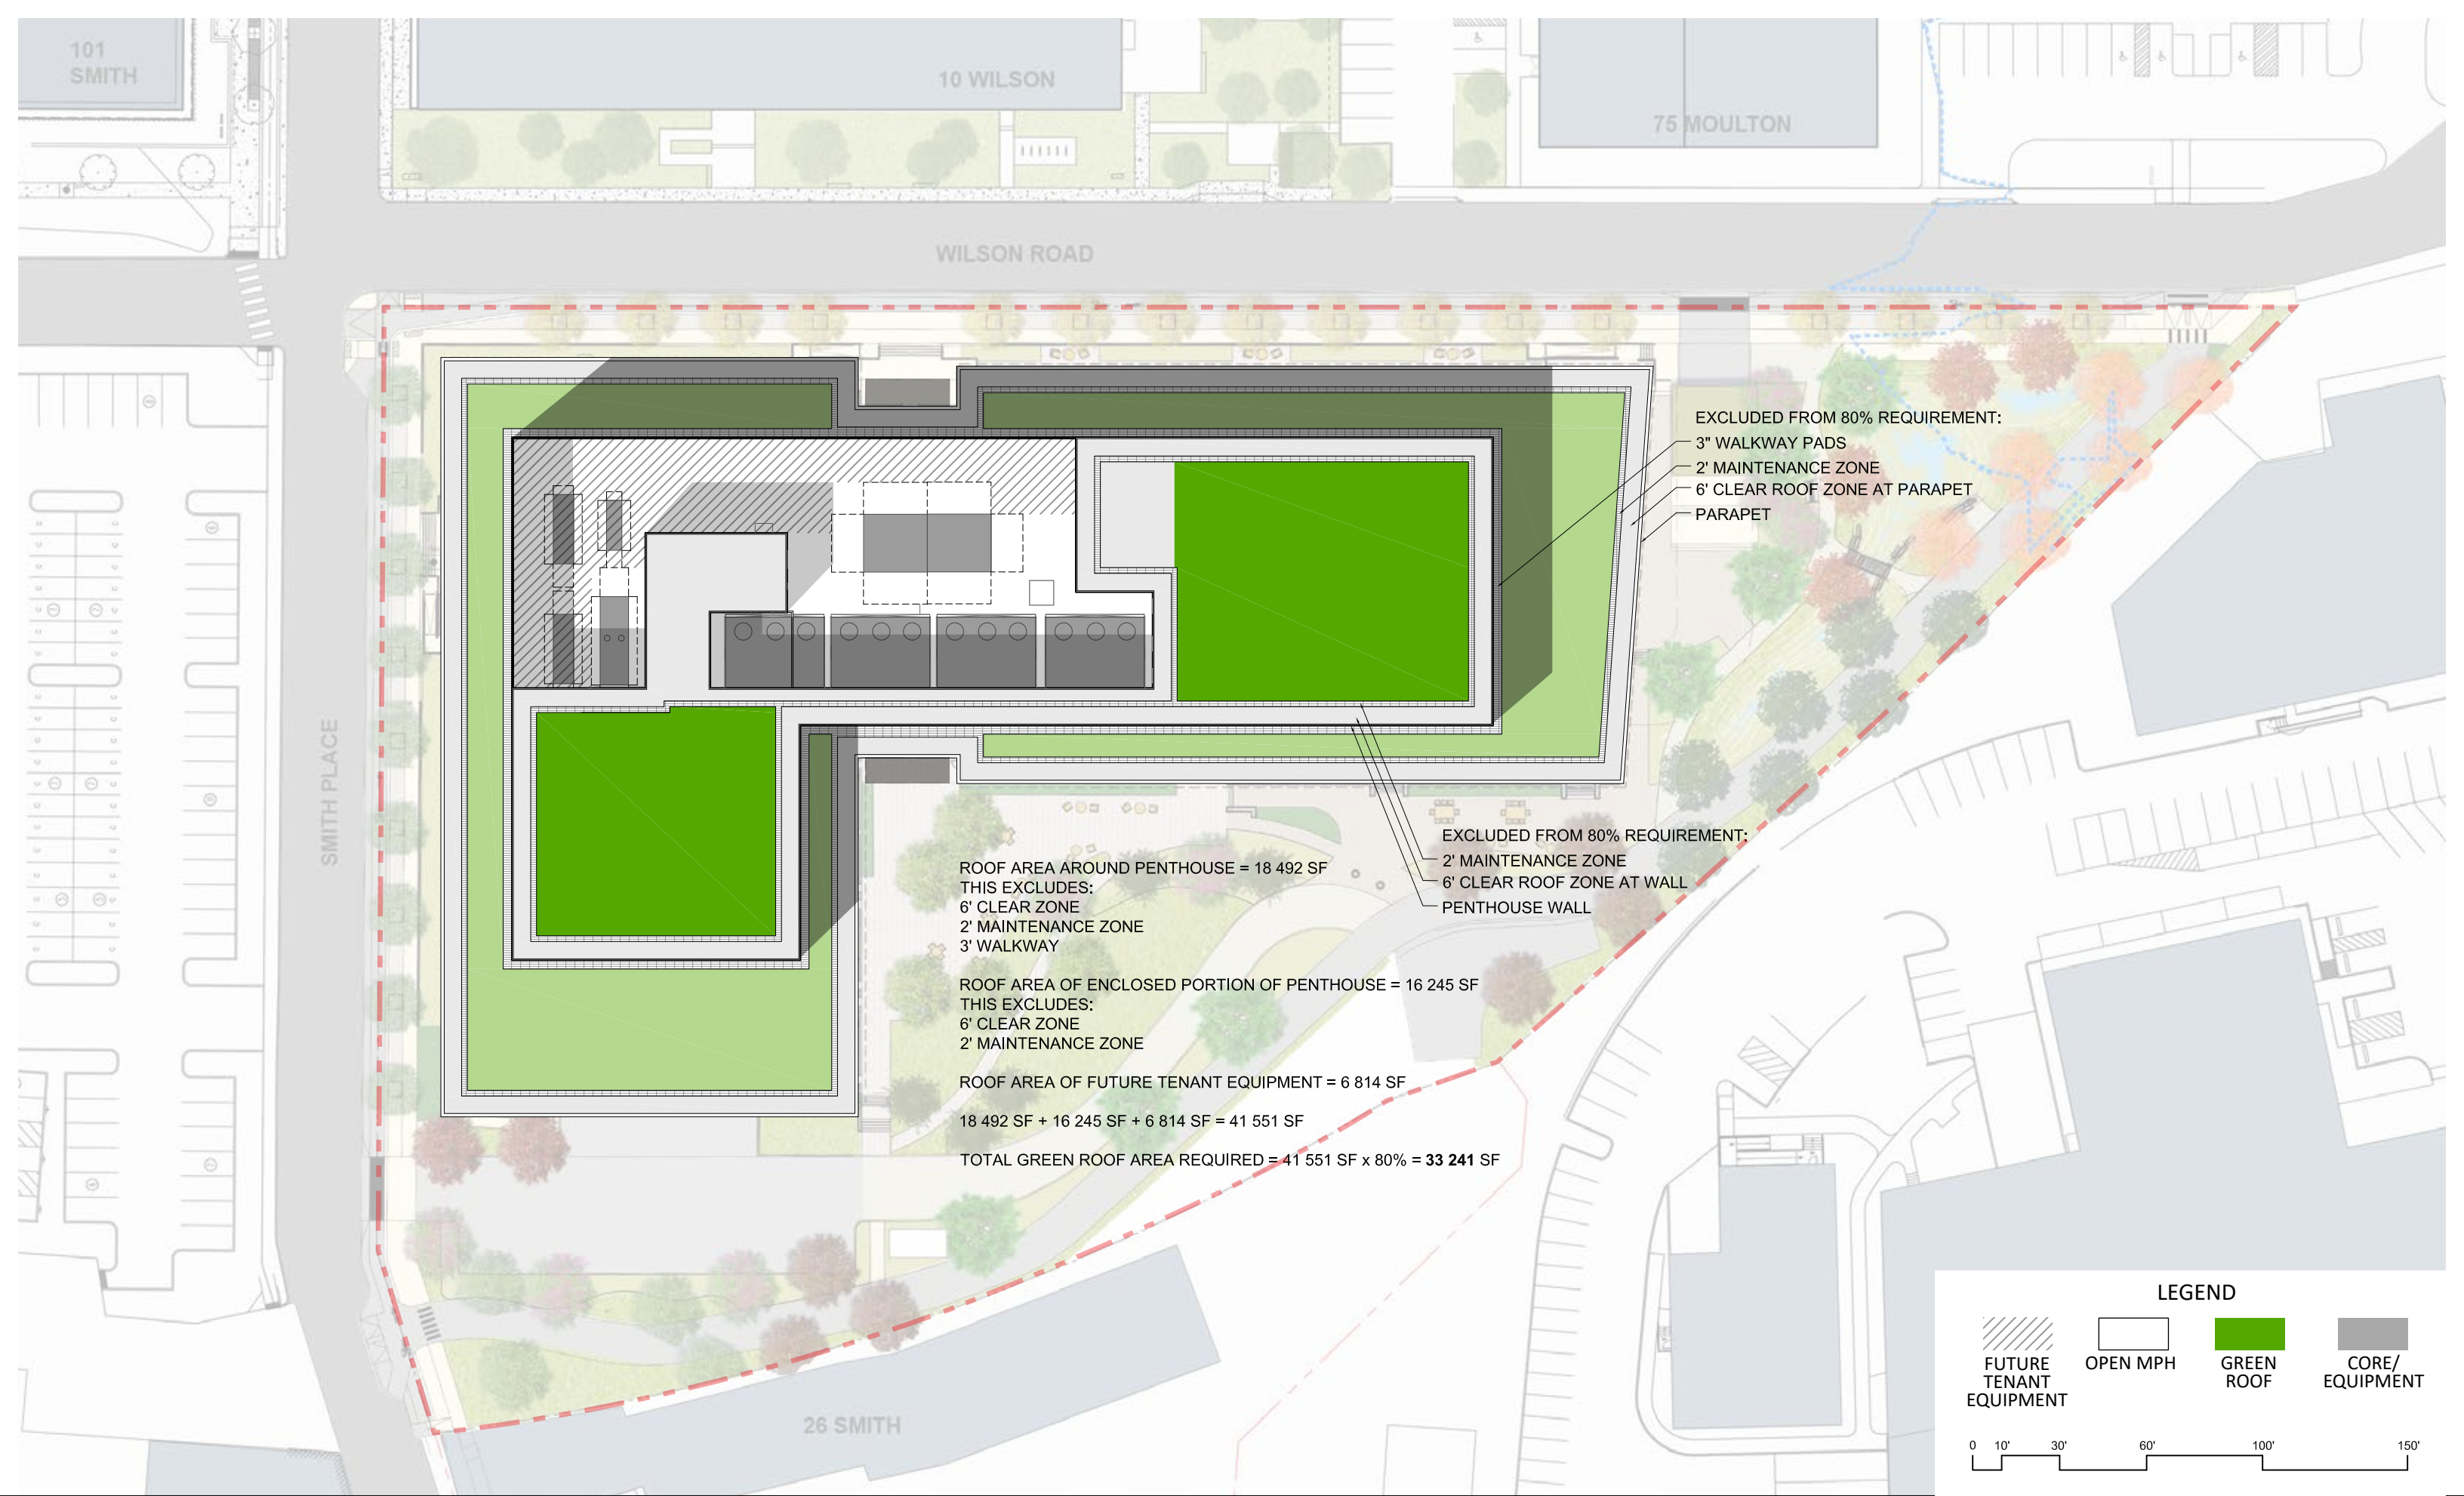 101
SMITH
10 WILSON
75 MOULTON
WILSON ROAD
SMITH PLACE
EXCLUDED FROM 80% REQUIREMENT:
3" WALKWAY PADS
2' MAINTENANCE ZONE
6' CLEAR ROOF ZONE AT PARAPET
PARAPET
EXCLUDED FROM 80% REQUIREMENT:
2' MAINTENANCE ZONE
6' CLEAR ROOF ZONE AT WALL
PENTHOUSE WALL
ROOF AREA AROUND PENTHOUSE = 18 492 SF
THIS EXCLUDES:
6' CLEAR ZONE
2' MAINTENANCE ZONE
3' WALKWAY
ROOF AREA OF ENCLOSED PORTION OF PENTHOUSE = 16 245 SF
THIS EXCLUDES:
6' CLEAR ZONE
2' MAINTENANCE ZONE
ROOF AREA OF FUTURE TENANT EQUIPMENT = 6 814 SF
18 492 SF + 16 245 SF + 6 814 SF = 41 551 SF
TOTAL GREEN ROOF AREA REQUIRED = 41 551 SF x 80% = 33 241 SF
26 SMITH
LEGEND
FUTURE
TENANT
EQUIPMENT
OPEN MPH
GREEN
ROOF
CORE/
EQUIPMENT
0 10' 30' 60' 100' 150'